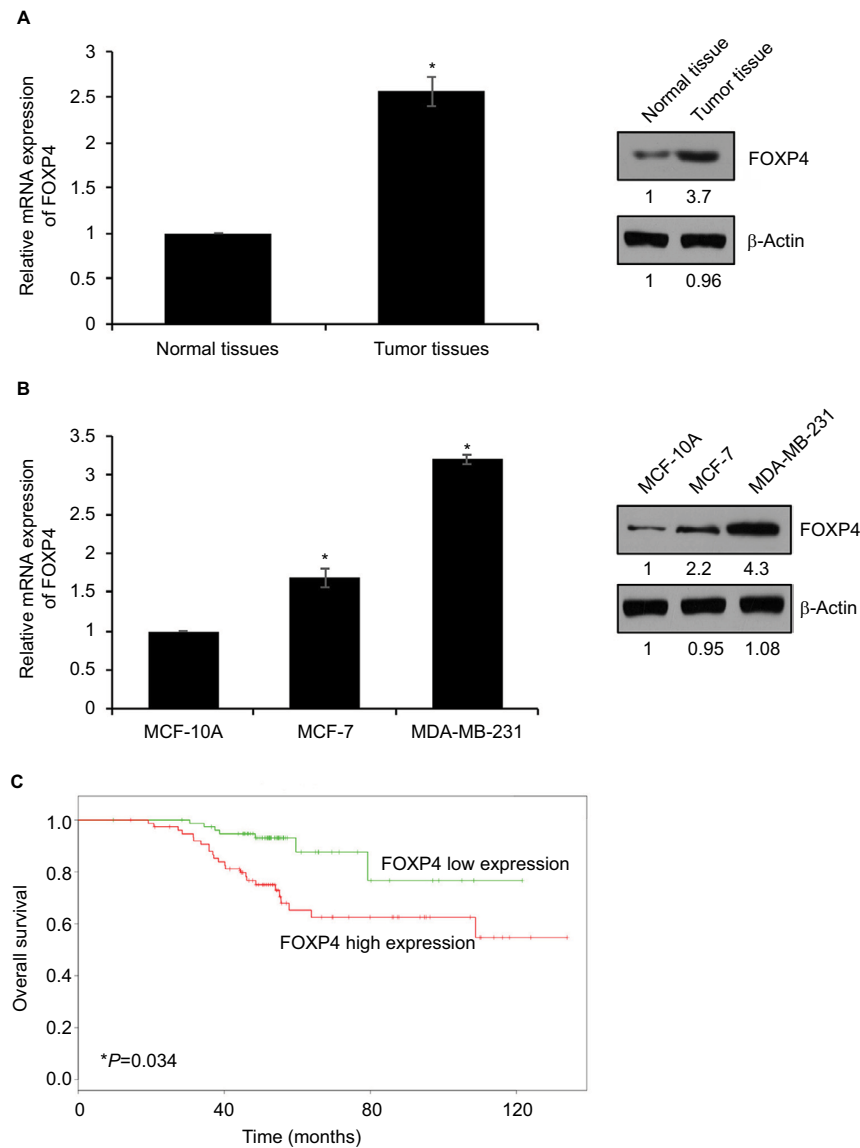 A
Relative mRNA expression
of FOXP4
3
2.5
2
1.5
1
0.5
0
*
Normal tissues
Tumor tissues
Normal tissue
Tumor tissue
FOXP4
1 3.7
β-Actin
1 0.96
B
Relative mRNA expression
of FOXP4
3.5
3
2.5
2
1.5
1
0.5
0
*
*
MCF-10A
MCF-7
MDA-MB-231
MCF-10A
MCF-7
MDA-MB-231
FOXP4
1 2.2 4.3
β-Actin
1 0.95 1.08
C
Overall survival
1.0
0.8
0.6
0.4
0.2
0.0
FOXP4 low expression
FOXP4 high expression
*P=0.034
0 40 80 120
Time (months)